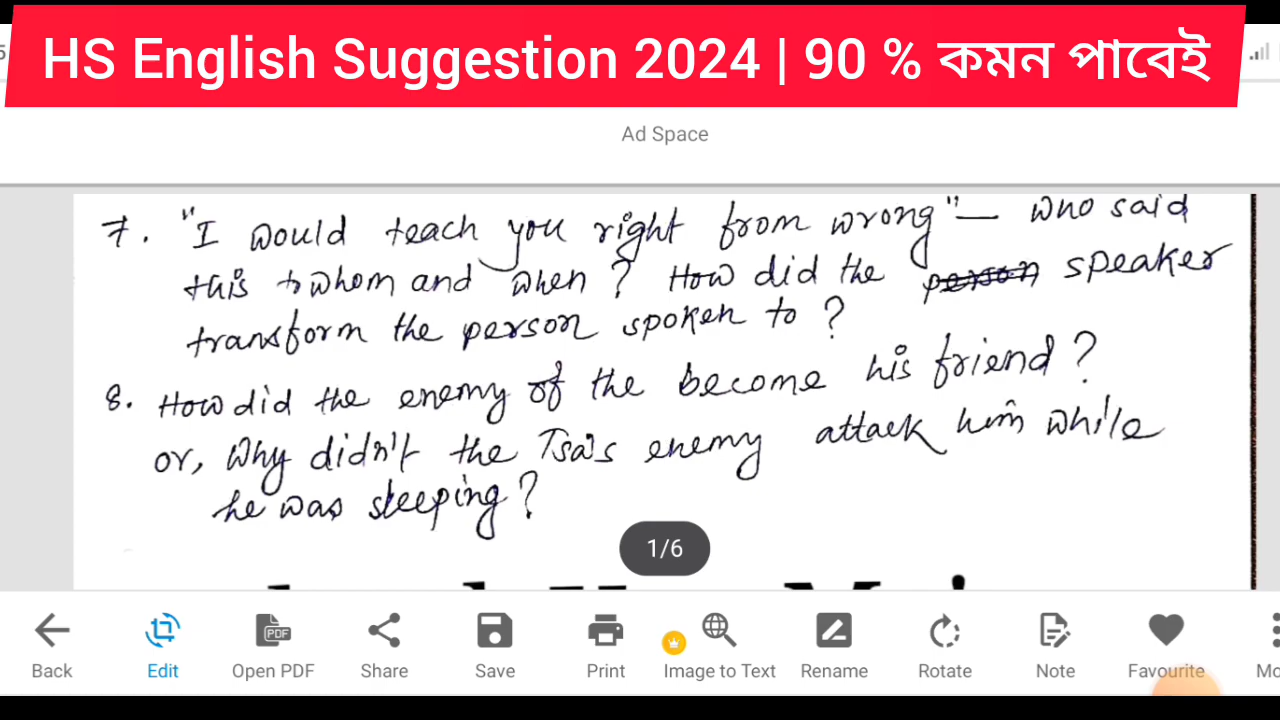 HS English Suggestion 2024 | 90 % কমন পাবেই
Ad Space
7. "I would teach you right from wrong"— who said
this to whom and when? How did the person speaker
transform the person spoken to?
8. How did the enemy of the become his friend?
or, Why didn't the Tsa's enemy attack him while
he was sleeping?
1/6
Back
Edit
Open PDF
Share
Save
Print
Image to Text
Rename
Rotate
Note
Favourite
Mo